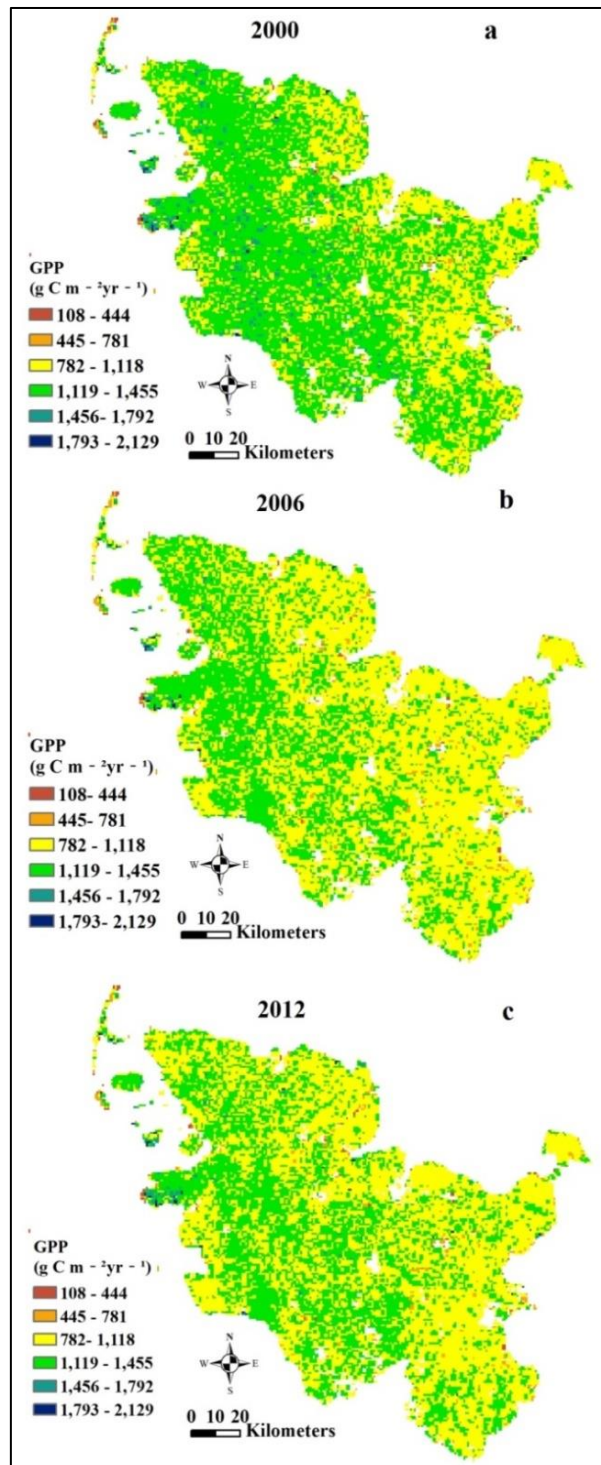 2000
a
GPP
(g C m - ²yr - ¹)
108 - 444
445 - 781
782 - 1,118
1,119 - 1,455
1,456- 1,792
1,793 - 2,129
N
W E
S
0 10 20
Kilometers
2006
b
GPP
(g C m - ²yr - ¹)
108- 444
445- 781
782 - 1,118
1,119 - 1,455
1,456 - 1,792
1,793- 2,129
N
W E
S
0 10 20
Kilometers
2012
c
GPP
(g C m - ²yr - ¹)
108 - 444
445 - 781
782- 1,118
1,119 - 1,455
1,456 - 1,792
1,793 - 2,129
N
W E
S
0 10 20
Kilometers